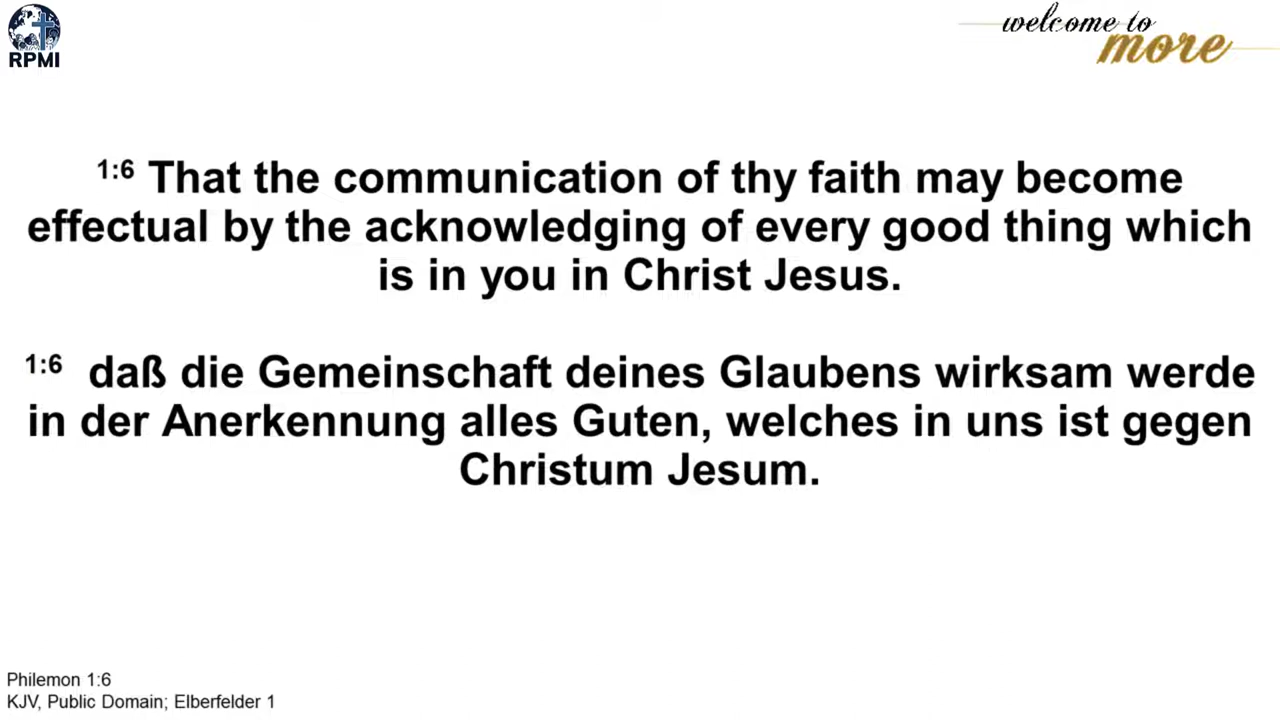 RPMI
welcome to
more
1:6 That the communication of thy faith may become
effectual by the acknowledging of every good thing which
is in you in Christ Jesus.
1:6 daß die Gemeinschaft deines Glaubens wirksam werde
in der Anerkennung alles Guten, welches in uns ist gegen
Christum Jesum.
Philemon 1:6
KJV, Public Domain; Elberfelder 1